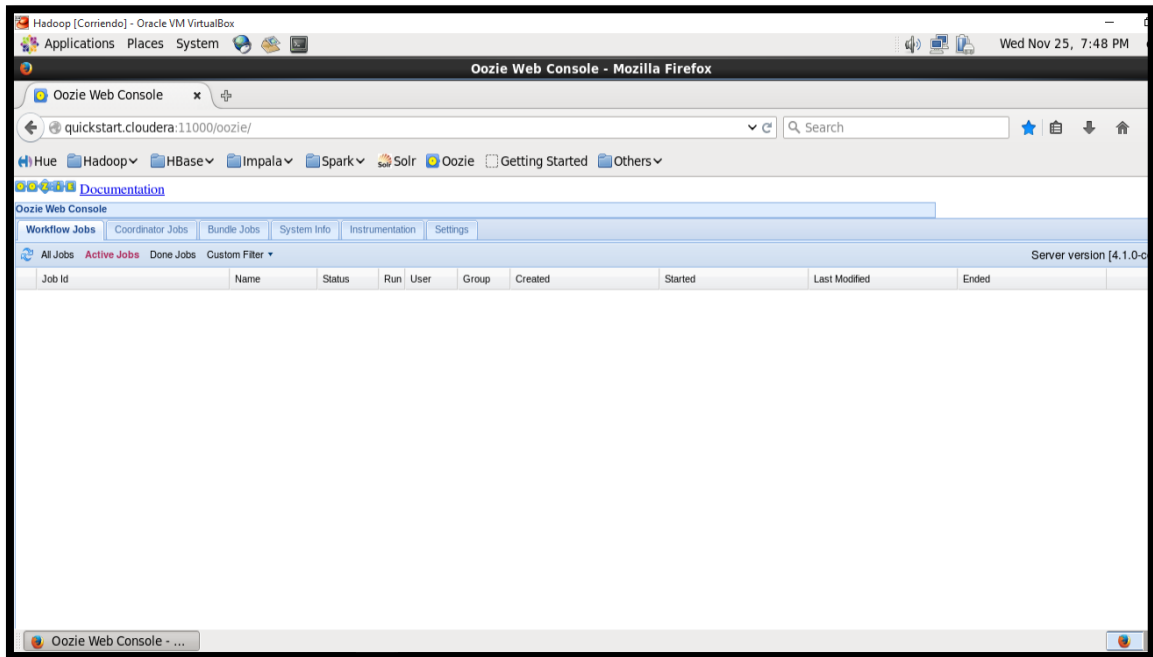 Hadoop [Corriendo] - Oracle VM VirtualBox
Applications Places System Wed Nov 25, 7:48 PM
Oozie Web Console - Mozilla Firefox
Oozie Web Console
quickstart.cloudera:11000/oozie/ Search
Hue Hadoop HBase Impala Spark Solr Oozie Getting Started Others
OOZIE Documentation
Oozie Web Console
Workflow Jobs Coordinator Jobs Bundle Jobs System Info Instrumentation Settings
All Jobs Active Jobs Done Jobs Custom Filter Server version [4.1.0-c
Job Id Name Status Run User Group Created Started Last Modified Ended
Oozie Web Console - ...